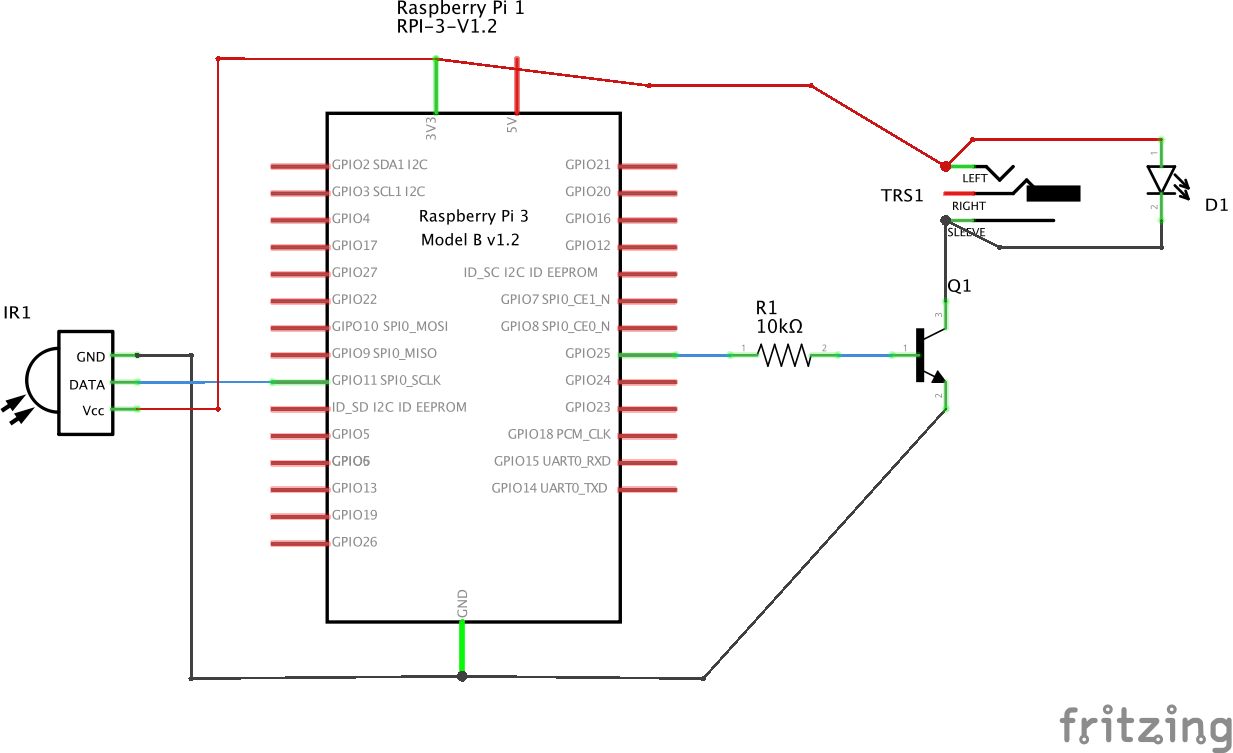 Raspberry Pi 1
RPI-3-V1.2
3V3
5V
GPIO2 SDA1 I2C
GPIO3 SCL1 I2C
GPIO4
GPIO17
GPIO27
GPIO22
GIPO10 SPI0_MOSI
GPIO9 SPI0_MISO
GPIO11 SPI0_SCLK
ID_SD I2C ID EEPROM
GPIO5
GPIO6
GPIO13
GPIO19
GPIO26
Raspberry Pi 3
Model B v1.2
GPIO21
GPIO20
GPIO16
GPIO12
ID_SC I2C ID EEPROM
GPIO7 SPI0_CE1_N
GPIO8 SPI0_CE0_N
GPIO25
GPIO24
GPIO23
GPIO18 PCM_CLK
GPIO15 UART0_RXD
GPIO14 UART0_TXD
GND
IR1
GND
DATA
Vcc
R1
10kΩ
1
2
Q1
3
1
2
TRS1
LEFT
RIGHT
SLEEVE
1
2
D1
fritzing